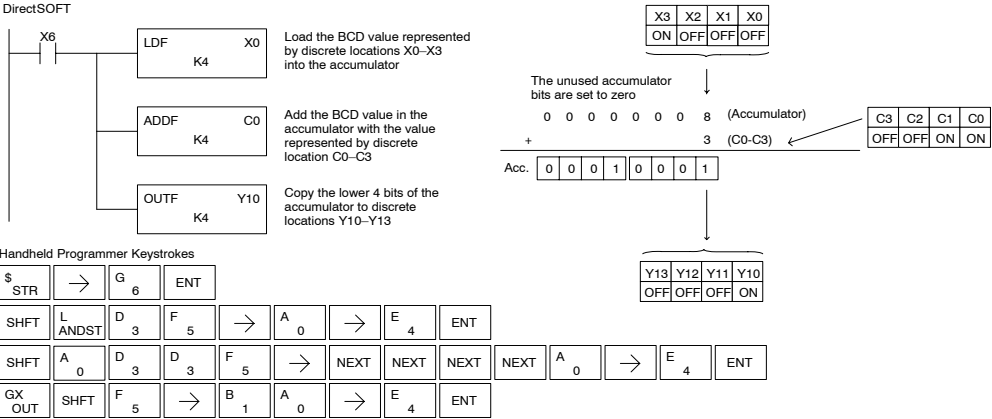 DirectSOFT
X6
LDF X0
K4
Load the BCD value represented
by discrete locations X0–X3
into the accumulator
ADDF C0
K4
Add the BCD value in the
accumulator with the value
represented by discrete
location C0–C3
OUTF Y10
K4
Copy the lower 4 bits of the
accumulator to discrete
locations Y10–Y13
X3 X2 X1 X0
ON OFF OFF OFF
The unused accumulator
bits are set to zero
0 0 0 0 0 0 0 8 (Accumulator)
+ 3 (C0-C3)
C3 C2 C1 C0
OFF OFF ON ON
Acc. 0 0 0 1 0 0 0 1
Y13 Y12 Y11 Y10
OFF OFF OFF ON
Handheld Programmer Keystrokes
$ STR → G 6 ENT
SHFT L ANDST D 3 F 5 → A 0 → E 4 ENT
SHFT A 0 D 3 D 3 F 5 → NEXT NEXT NEXT NEXT A 0 → E 4 ENT
GX OUT SHFT F 5 → B 1 A 0 → E 4 ENT